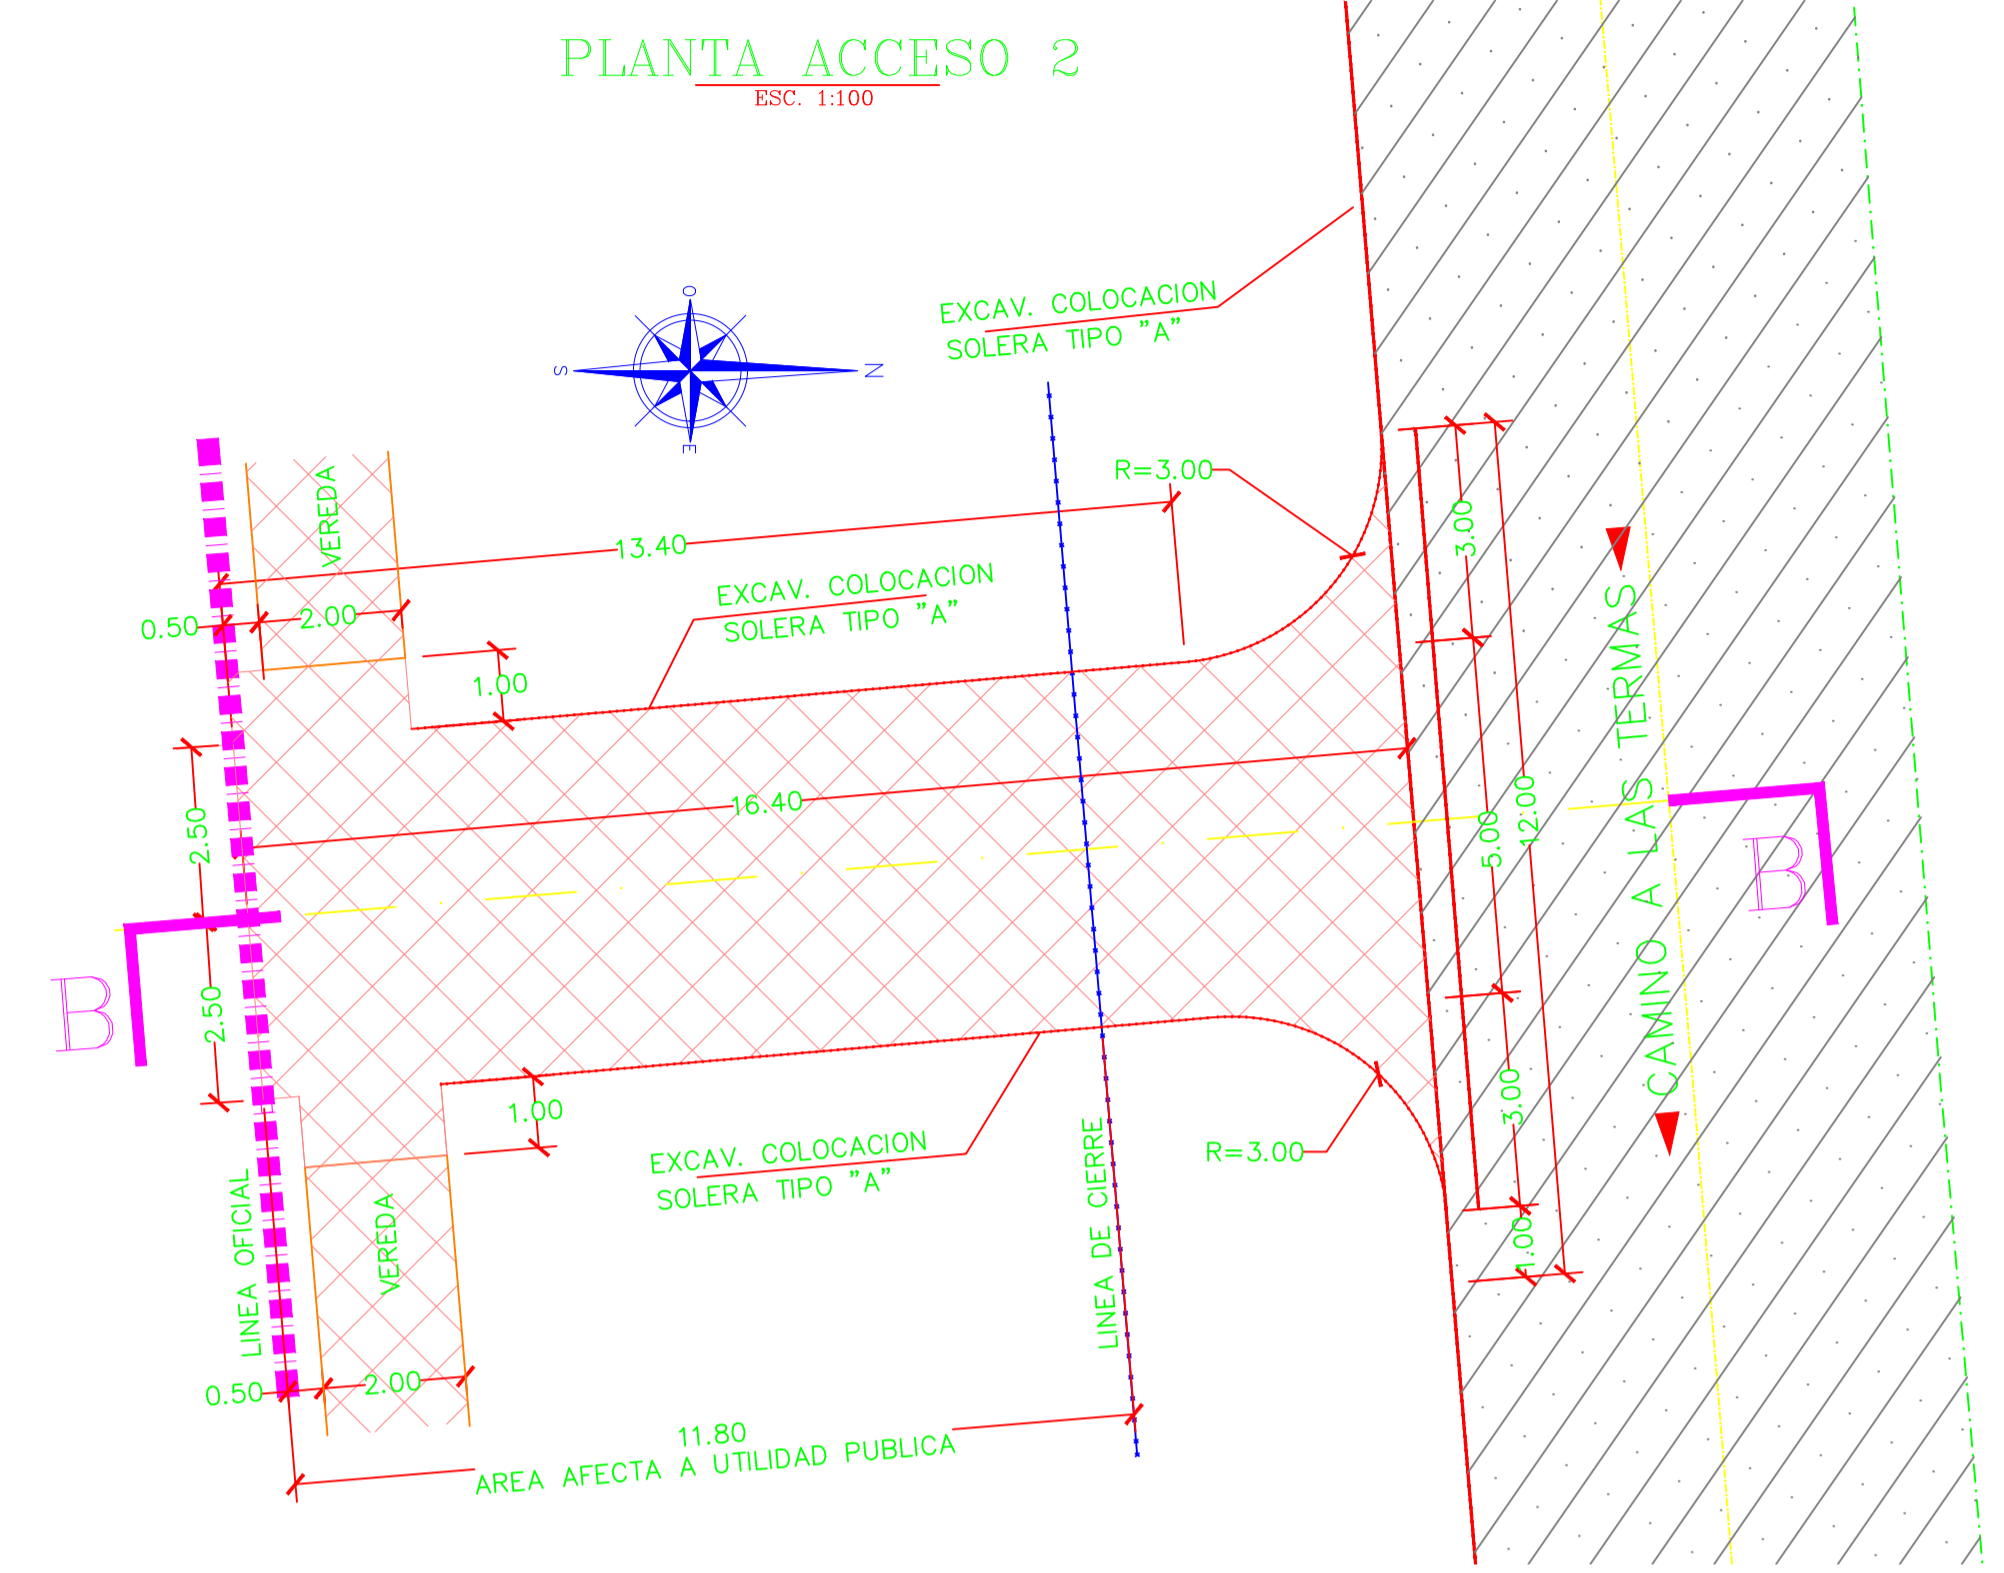 PLANTA ACCESO 2
ESC. 1:100
O
S
N
E
EXCAV. COLOCACION
SOLERA TIPO "A"
R=3.00
VEREDA
13.40
3.00
EXCAV. COLOCACION
SOLERA TIPO "A"
0.50
2.00
1.00
CAMINO A LAS TERMAS
16.40
2.50
5.00
12.00
B
B
2.50
3.00
1.00
EXCAV. COLOCACION
SOLERA TIPO "A"
R=3.00
LINEA DE CIERRE
LINEA OFICIAL
VEREDA
1.00
0.50
2.00
11.80
AREA AFECTA A UTILIDAD PUBLICA